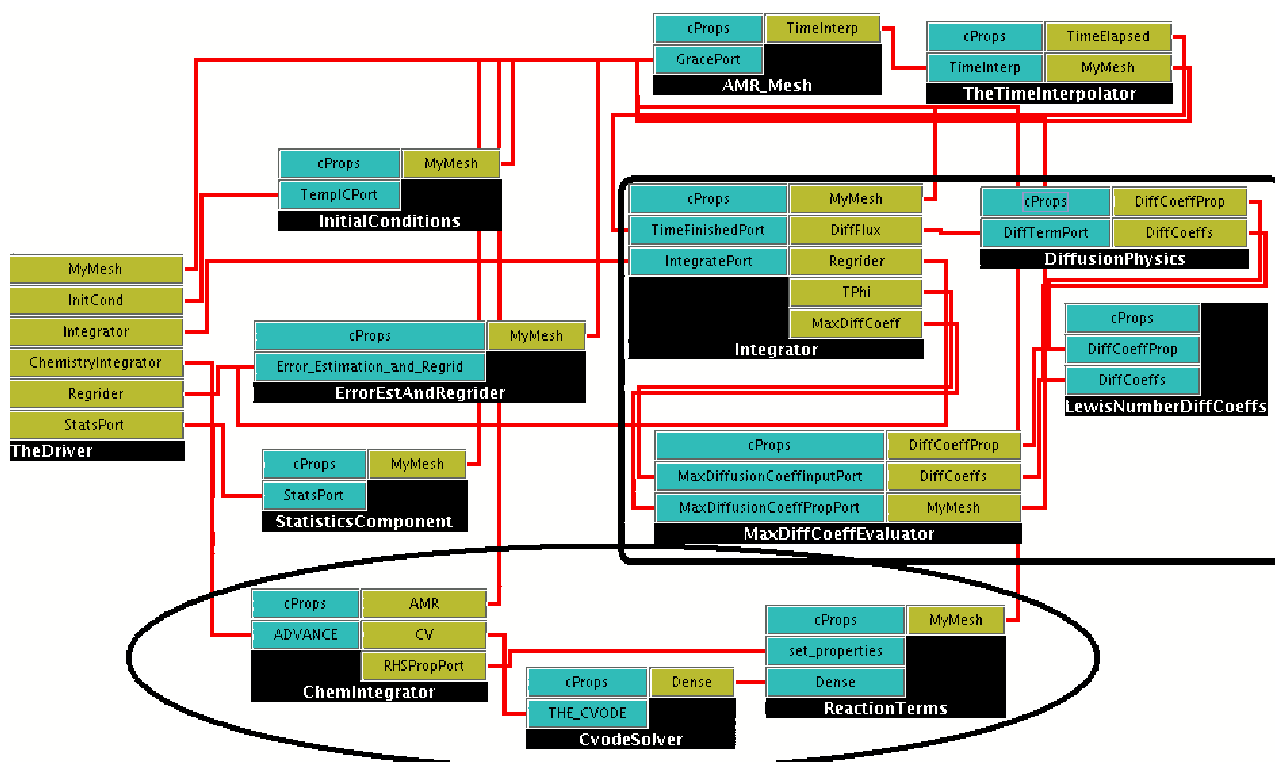 cProps TimeInterp
GracePort
AMR_Mesh
cProps TimeElapsed
TimeInterp MyMesh
TheTimeInterpolator
cProps MyMesh
TempICPort
InitialConditions
cProps MyMesh
TimeFinishedPort DiffFlux
IntegratePort Regrider
TPhi
MaxDiffCoeff
Integrator
cProps DiffCoeffProp
DiffTermPort DiffCoeffs
DiffusionPhysics
MyMesh
InitCond
Integrator
ChemistryIntegrator
Regrider
StatsPort
TheDriver
cProps MyMesh
Error_Estimation_and_Regrid
ErrorEstAndRegrider
cProps
DiffCoeffProp
DiffCoeffs
LewisNumberDiffCoeffs
cProps MyMesh
StatsPort
StatisticsComponent
cProps DiffCoeffProp
MaxDiffusionCoeffInputPort DiffCoeffs
MaxDiffusionCoeffPropPort MyMesh
MaxDiffCoeffEvaluator
cProps AMR
ADVANCE CV
RHSPropPort
ChemIntegrator
cProps Dense
THE_CVODE
CvodeSolver
cProps MyMesh
set_properties
Dense
ReactionTerms